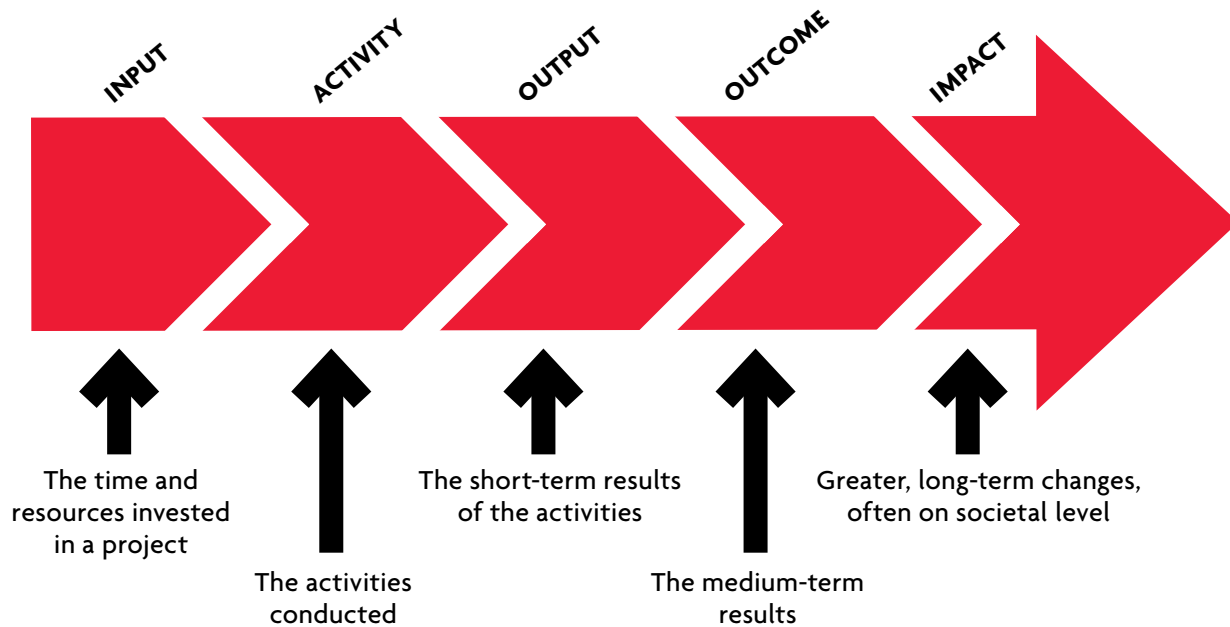 INPUT
ACTIVITY
OUTPUT
OUTCOME
IMPACT
The time and
resources invested
in a project
The activities
conducted
The short-term results
of the activities
The medium-term
results
Greater, long-term changes,
often on societal level